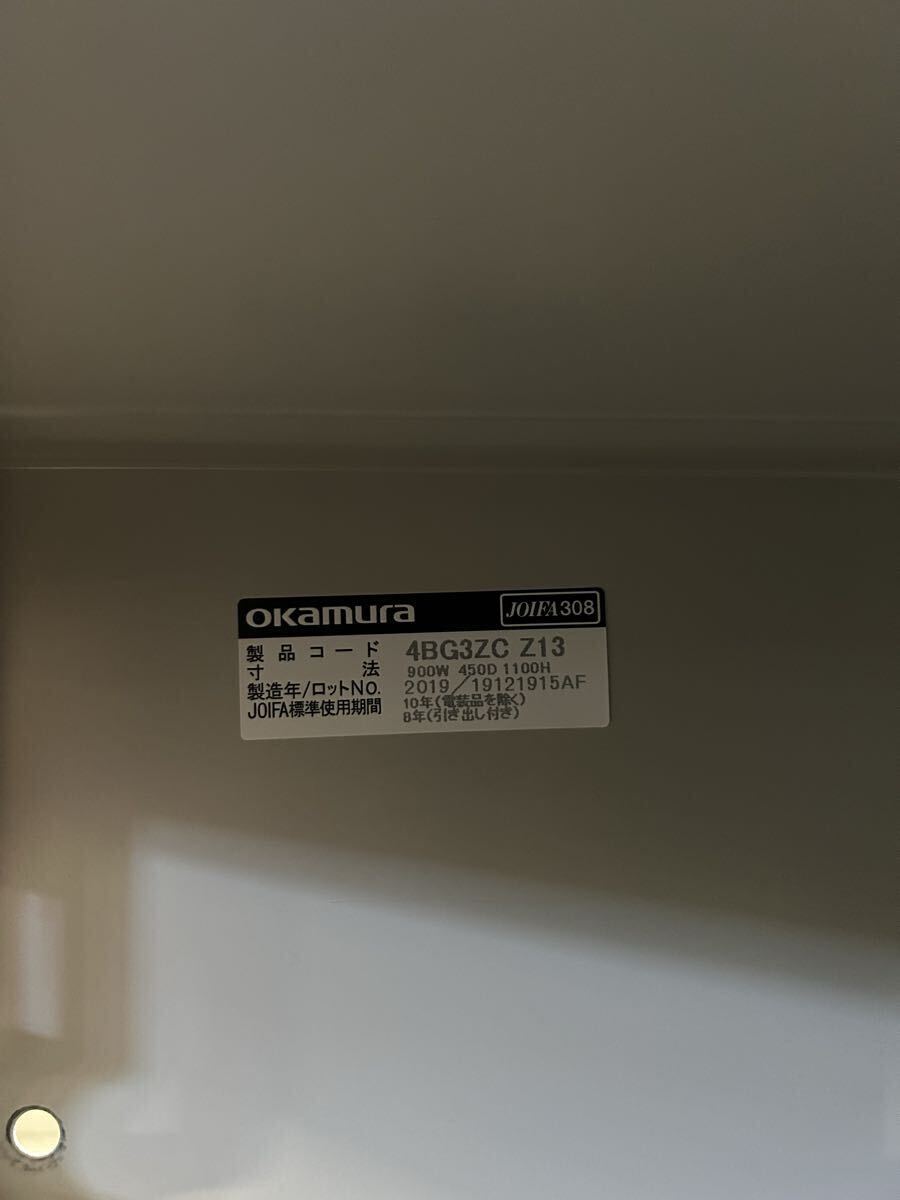 okamura JOIFA308
製品コード 4BG3ZC Z13
寸法 900W 450D 1100H
製造年/ロットNo. 2019/19121915AF
JOIFA標準使用期間 10年(電装品を除く)
8年(引き出し付き)